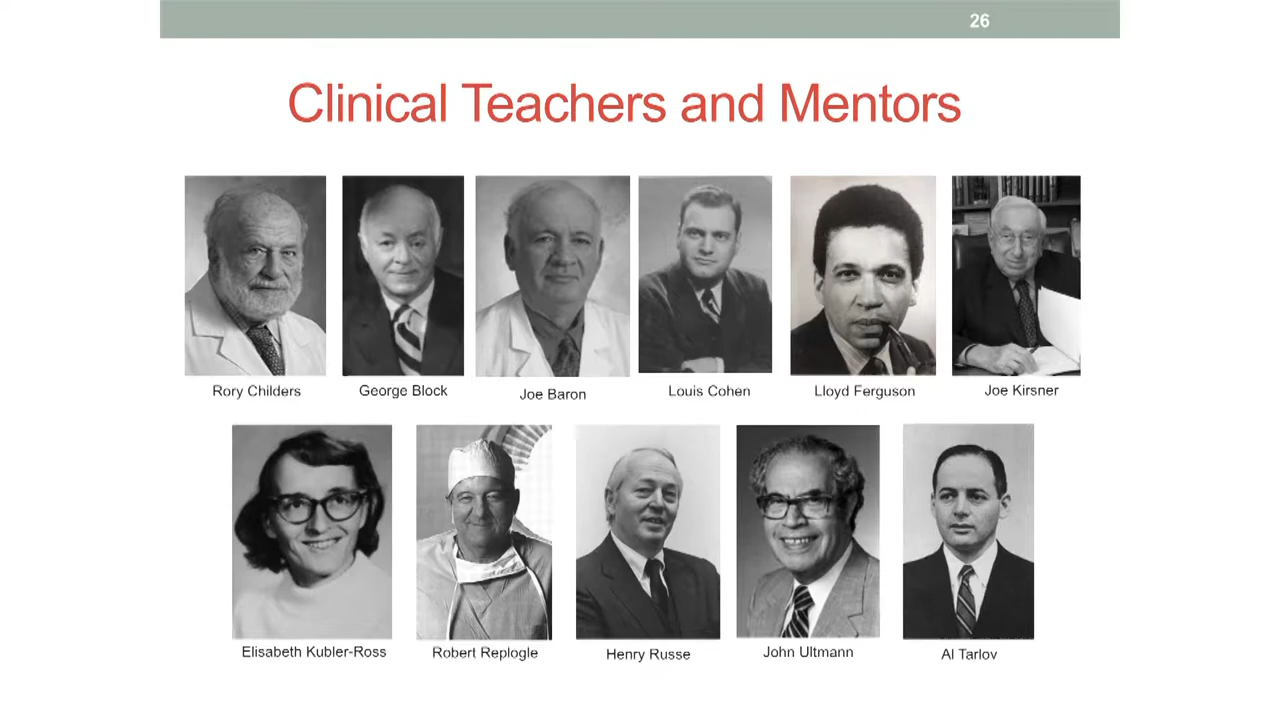 26
Clinical Teachers and Mentors
Rory Childers
George Block
Joe Baron
Louis Cohen
Lloyd Ferguson
Joe Kirsner
Elisabeth Kubler-Ross
Robert Replogle
Henry Russe
John Ultmann
Al Tarlov